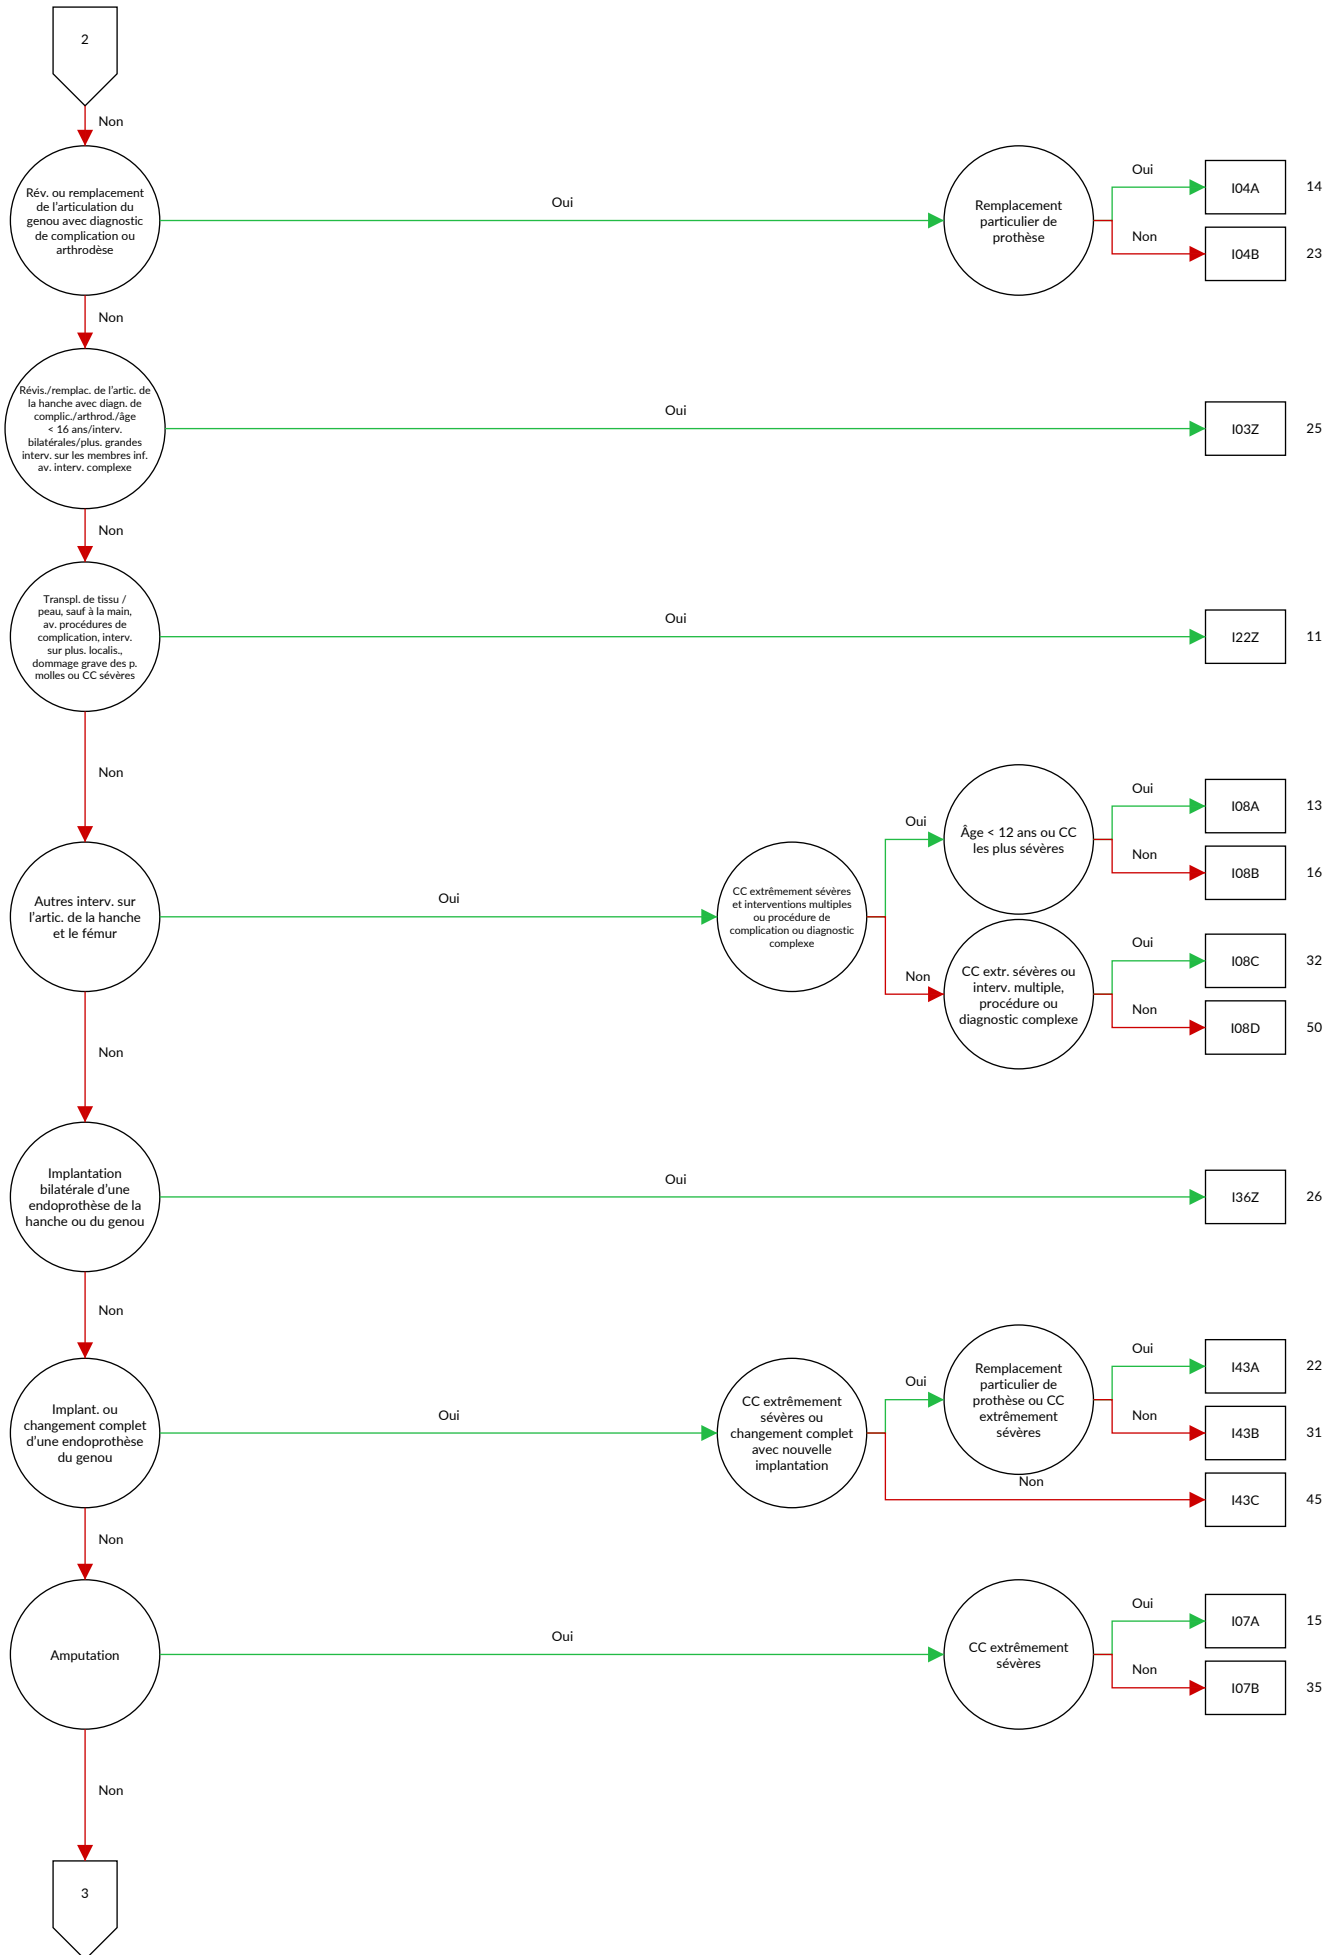 2
Non
Rév. ou remplacement
de l'articulation du
genou avec diagnostic
de complication ou
arthrodèse
Oui
Remplacement
particulier de
prothèse
Oui
I04A
14
Non
I04B
23
Non
Révis./remplac. de l'artic. de
la hanche avec diagn. de
complic./arthrod./âge
< 16 ans/interv.
bilatérales/plus. grandes
interv. sur les membres inf.
av. interv. complexe
Oui
I03Z
25
Non
Transpl. de tissu /
peau, sauf à la main,
av. procédures de
complication, interv.
sur plus. localis.,
dommage grave des p.
molles ou CC sévères
Oui
I22Z
11
Non
Autres interv. sur
l'artic. de la hanche
et le fémur
Oui
CC extrêmement sévères
et interventions multiples
ou procédure de
complication ou diagnostic
complexe
Oui
Âge < 12 ans ou CC
les plus sévères
Oui
I08A
13
Non
I08B
16
Non
CC extr. sévères ou
interv. multiple,
procédure ou
diagnostic complexe
Oui
I08C
32
Non
I08D
50
Non
Implantation
bilatérale d'une
endoprothèse de la
hanche ou du genou
Oui
I36Z
26
Non
Implant. ou
changement complet
d'une endoprothèse
du genou
Oui
CC extrêmement
sévères ou
changement complet
avec nouvelle
implantation
Oui
Remplacement
particulier de
prothèse ou CC
extrêmement
sévères
Oui
I43A
22
Non
I43B
31
Non
I43C
45
Non
Amputation
Oui
CC extrêmement
sévères
Oui
I07A
15
Non
I07B
35
Non
3